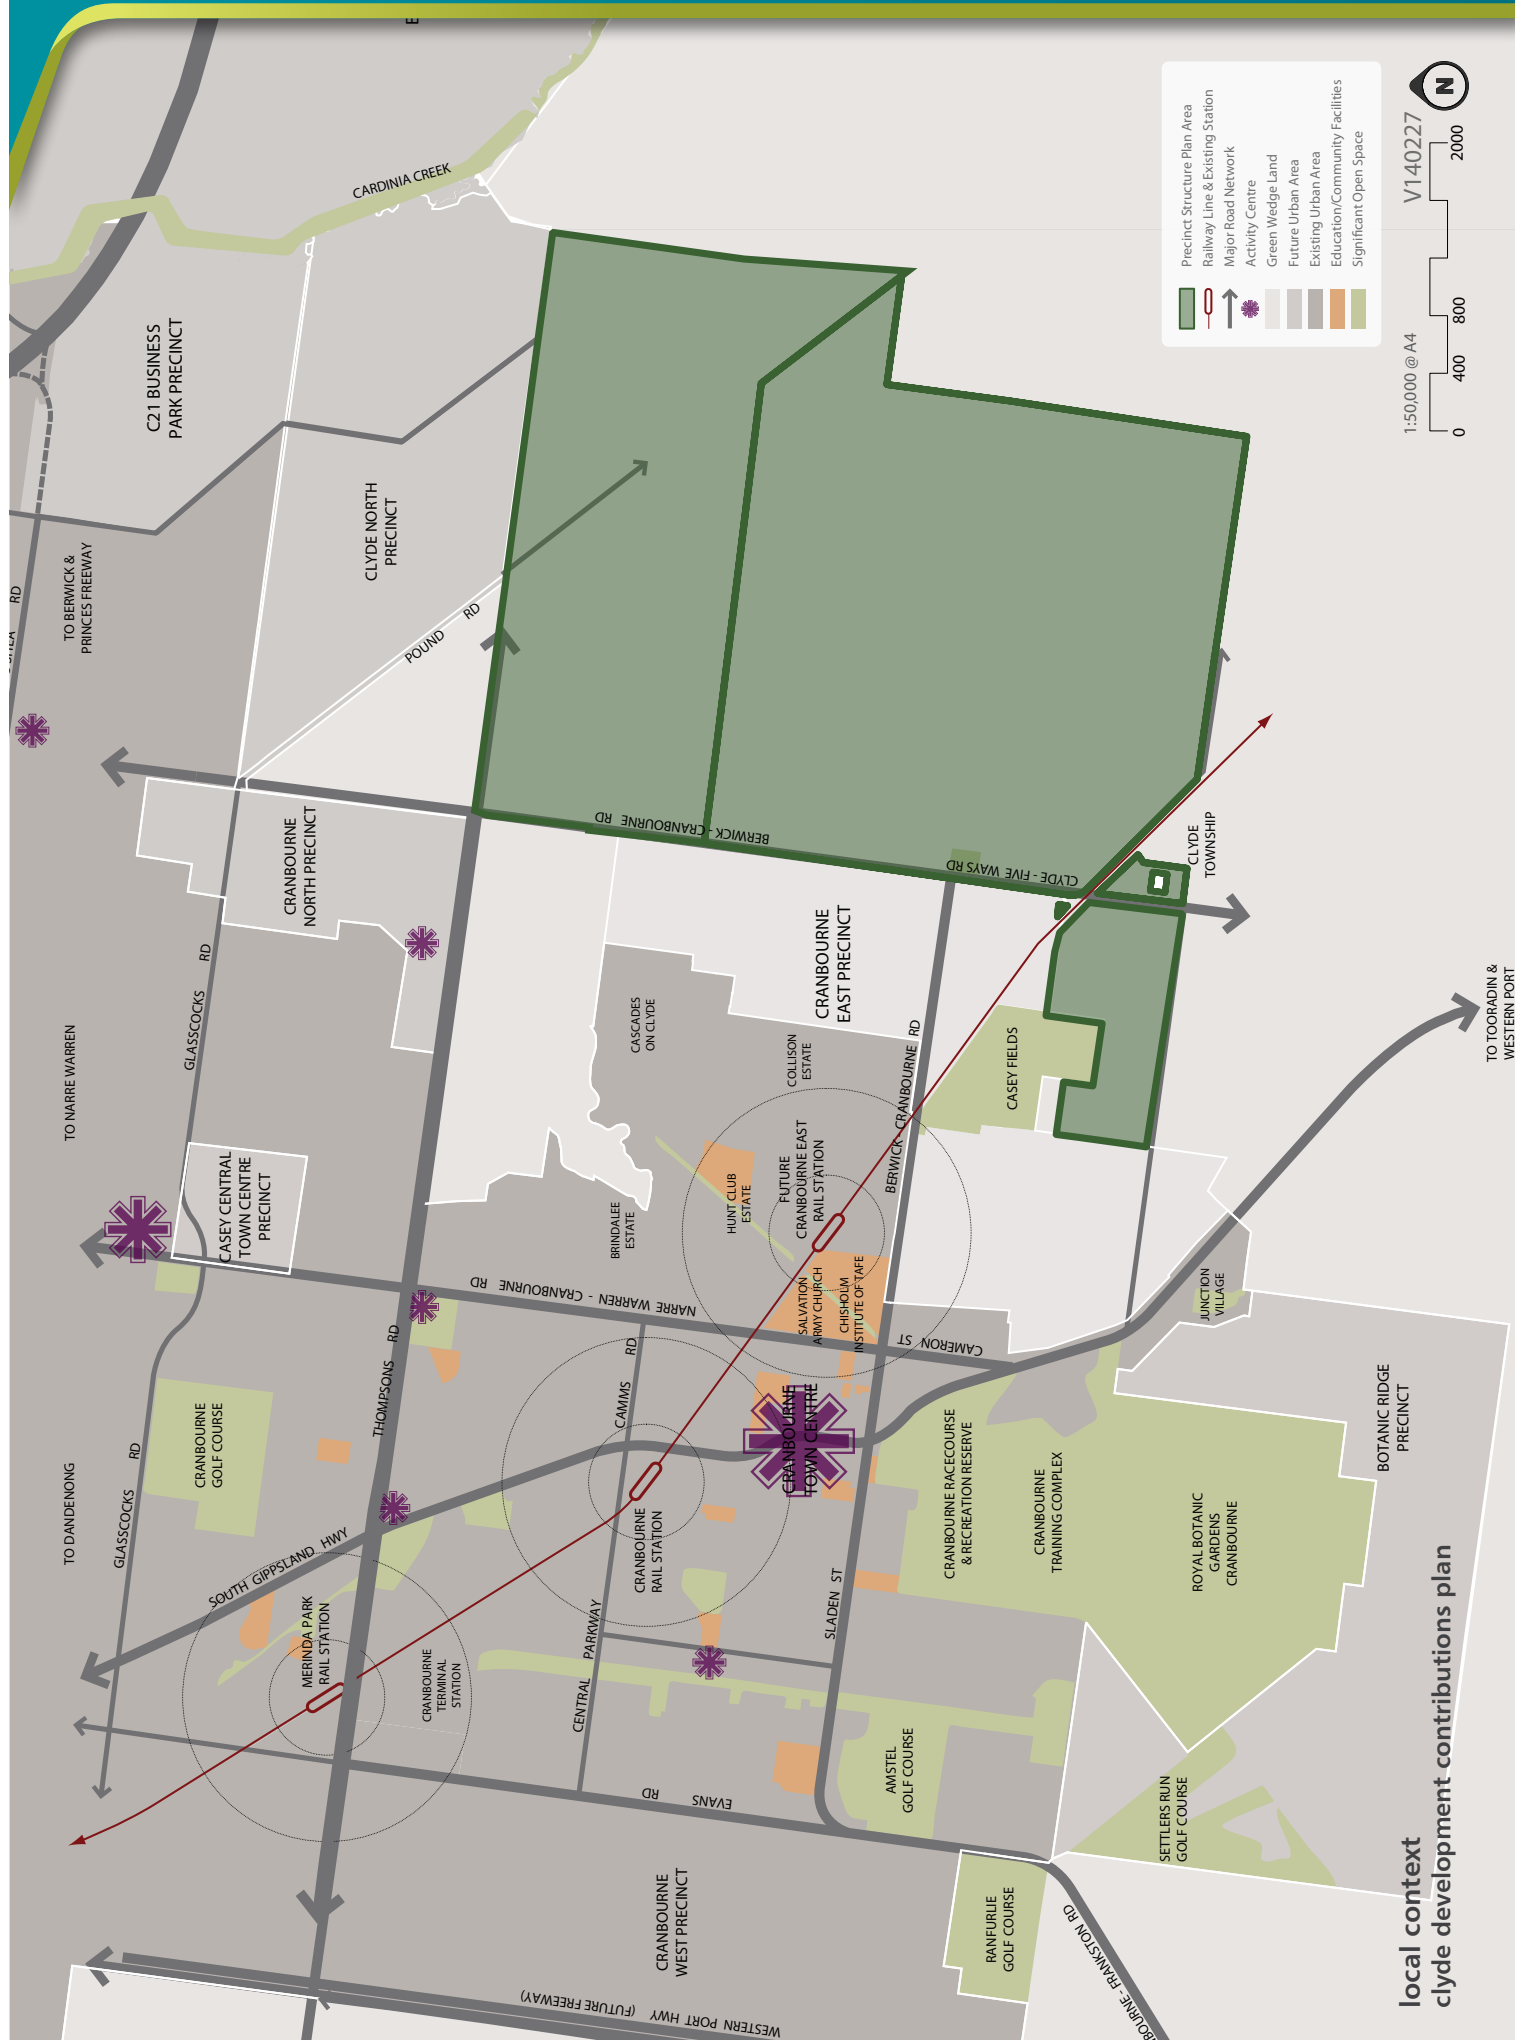 local context
clyde development contributions plan
TO DANDENONG
TO NARRE WARREN
TO BERWICK &
PRINCES FREEWAY
RD
GLASSCOCKS RD
GLASSCOCKS RD
C21 BUSINESS
PARK PRECINCT
CARDINIA CREEK
CRANBOURNE
GOLF COURSE
CASEY CENTRAL
TOWN CENTRE
PRECINCT
CRANBOURNE
NORTH PRECINCT
CLYDE NORTH
PRECINCT
POUND RD
SOUTH GIPPSLAND HWY
MERINDA PARK
RAIL STATION
THOMPSONS RD
CRANBOURNE
TERMINAL
STATION
NARRE WARREN - CRANBOURNE RD
BERWICK - CRANBOURNE RD
WESTERN PORT HWY (FUTURE FREEWAY)
CRANBOURNE
WEST PRECINCT
EVANS RD
CENTRAL PARKWAY
CAMMS RD
CRANBOURNE
RAIL STATION
BRINDALEE
ESTATE
CASCADES
ON CLYDE
HUNT CLUB
ESTATE
COLLISON
ESTATE
FUTURE
CRANBOURNE EAST
RAIL STATION
CRANBOURNE
EAST PRECINCT
SALVATION
ARMY CHURCH
CHISHOLM
INSTITUTE OF TAFE
CRANBOURNE
TOWN CENTRE
SLADEN ST
CAMERON ST
BERWICK - CRANBOURNE RD
CLYDE - FIVE WAYS RD
AMSTEL
GOLF COURSE
CRANBOURNE RACECOURSE
& RECREATION RESERVE
CRANBOURNE
TRAINING COMPLEX
CASEY FIELDS
RANFURLIE
GOLF COURSE
BOURNE - FRANKSTON RD
SETTLERS RUN
GOLF COURSE
ROYAL BOTANIC
GARDENS
CRANBOURNE
JUNCTION
VILLAGE
CLYDE
TOWNSHIP
BOTANIC RIDGE
PRECINCT
TO TOORADIN &
WESTERN PORT
Precinct Structure Plan Area
Railway Line & Existing Station
Major Road Network
Activity Centre
Green Wedge Land
Future Urban Area
Existing Urban Area
Education/Community Facilities
Significant Open Space
1:50,000 @ A4
V140227
0 400 800 2000
N